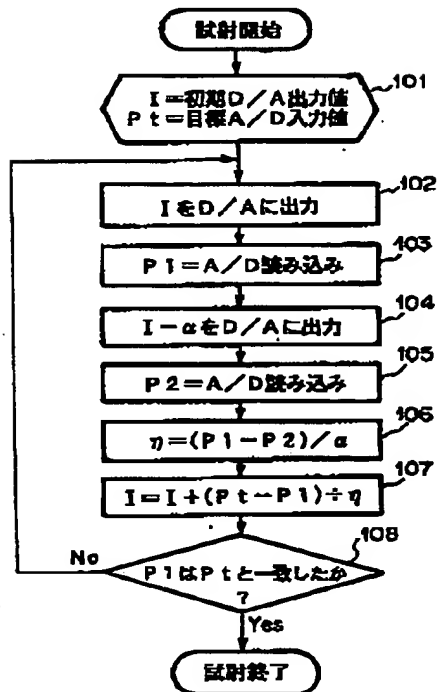 試射開始
101
I=初期D/A出力値
Pt=目標A/D入力値
102
IをD/Aに出力
103
P1=A/D読み込み
104
I-αをD/Aに出力
105
P2=A/D読み込み
106
η=(P1-P2)/α
107
I=I+(Pt-P1)÷η
108
No
P1はPtと一致したか
?
Yes
試射終了